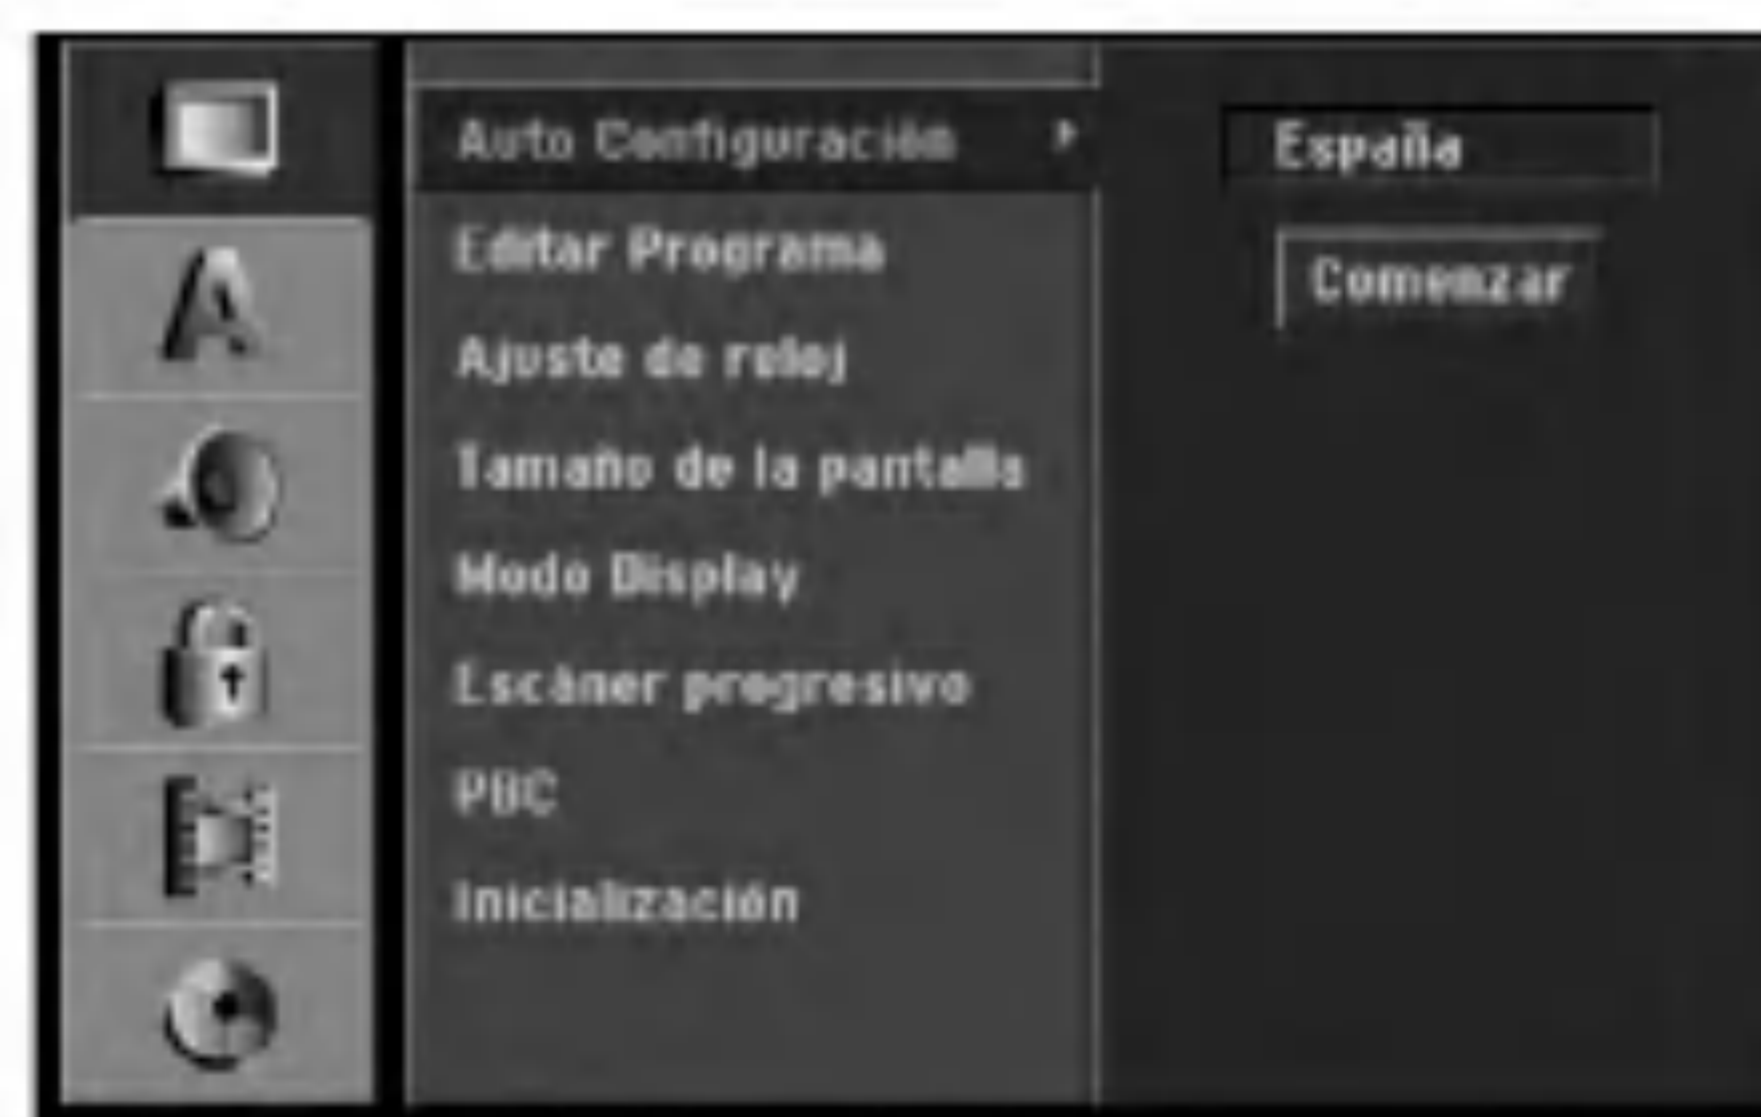 Auto Configuración
España
Comenzar
Editar Programa
Ajuste de reloj
Tamaño de la pantalla
Modo Display
Escáner progresivo
PBC
Inicialización